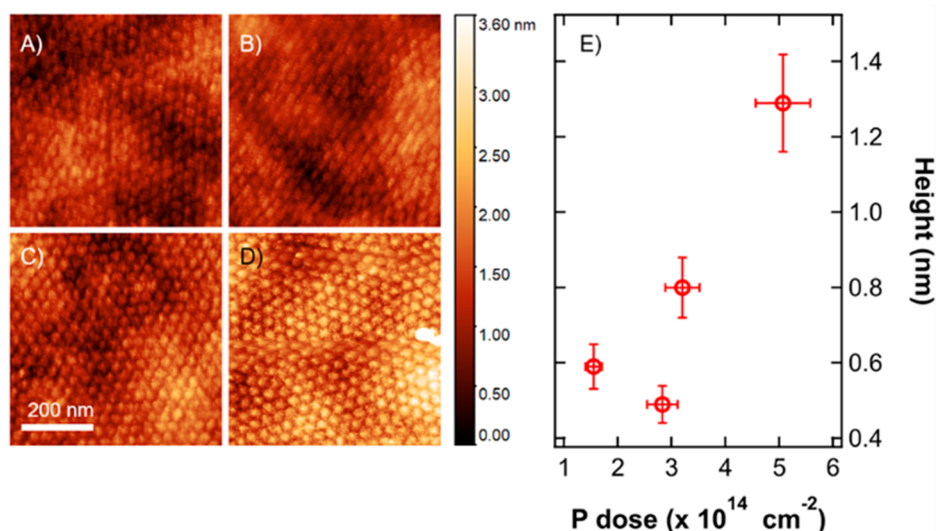 A)
B)
C)
D)
200 nm
3.60 nm
3.00
2.50
2.00
1.50
1.00
0.50
0.00
E)
1.4
1.2
1.0
0.8
0.6
0.4
Height (nm)
1 2 3 4 5 6
P dose (x 10¹⁴ cm⁻²)